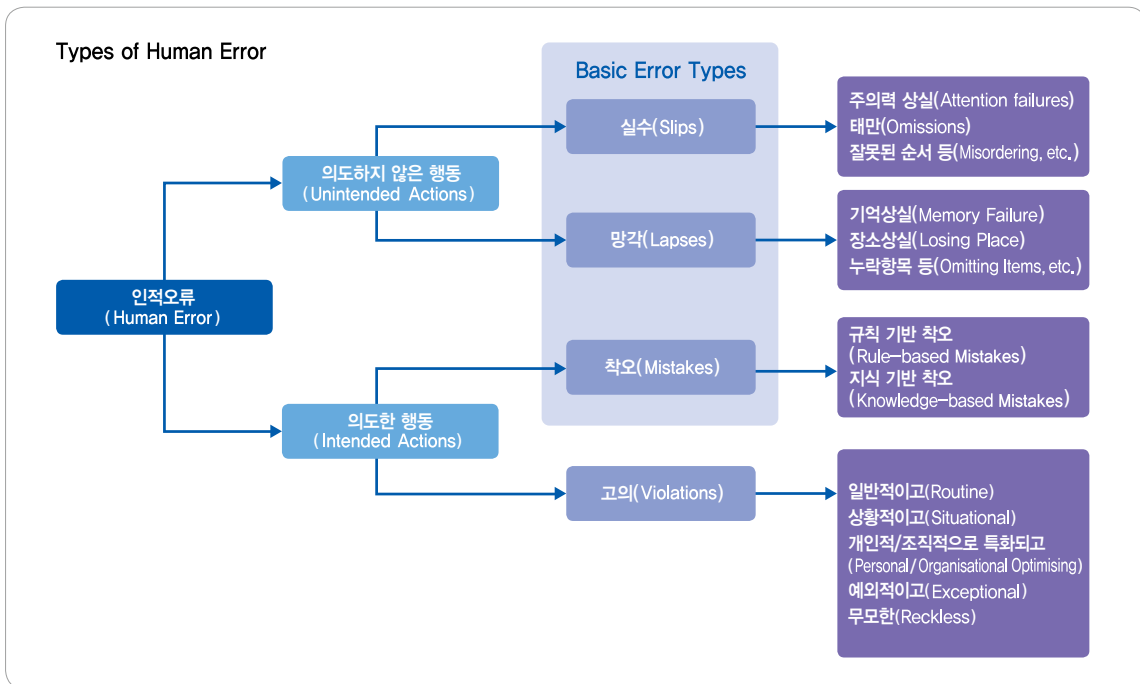 Types of Human Error
Basic Error Types
인적오류
(Human Error)
의도하지 않은 행동
(Unintended Actions)
의도한 행동
(Intended Actions)
실수(Slips)
망각(Lapses)
착오(Mistakes)
고의(Violations)
주의력 상실(Attention failures)
태만(Omissions)
잘못된 순서 등(Misordering, etc.)
기억상실(Memory Failure)
장소상실(Losing Place)
누락항목 등(Omitting Items, etc.)
규칙 기반 착오
(Rule-based Mistakes)
지식 기반 착오
(Knowledge-based Mistakes)
일반적이고(Routine)
상황적이고(Situational)
개인적/조직적으로 특화되고
(Personal/Organisational Optimising)
예외적이고(Exceptional)
무모한(Reckless)